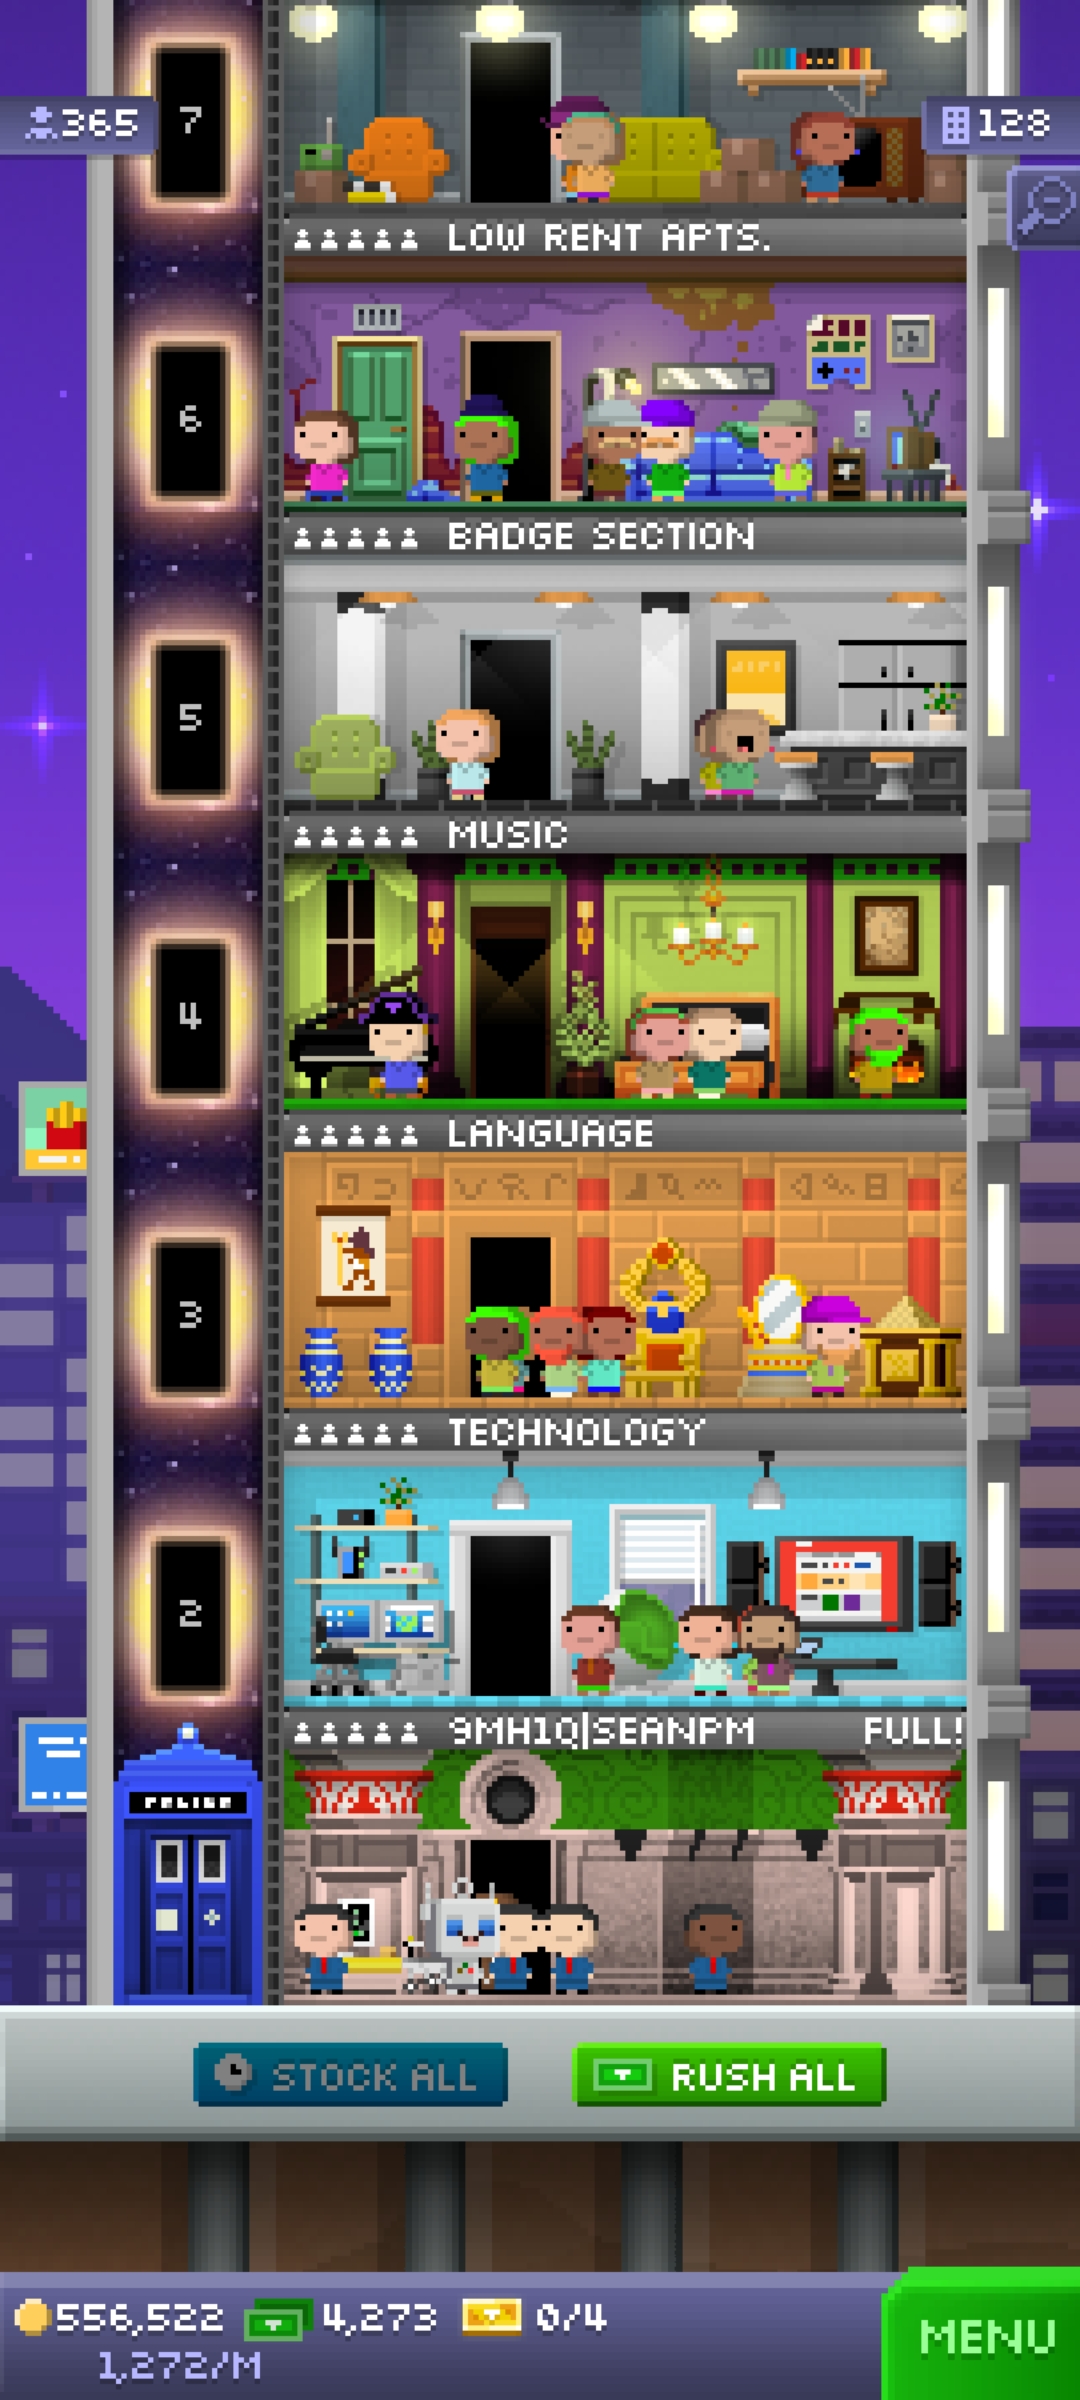 7
365
128
LOW RENT APTS.
6
BADGE SECTION
5
MUSIC
4
LANGUAGE
3
TECHNOLOGY
2
9MH1Q|SEANPM FULL!
POLICE
STOCK ALL
RUSH ALL
556,522 4,273 0/4
1,272/M
MENU